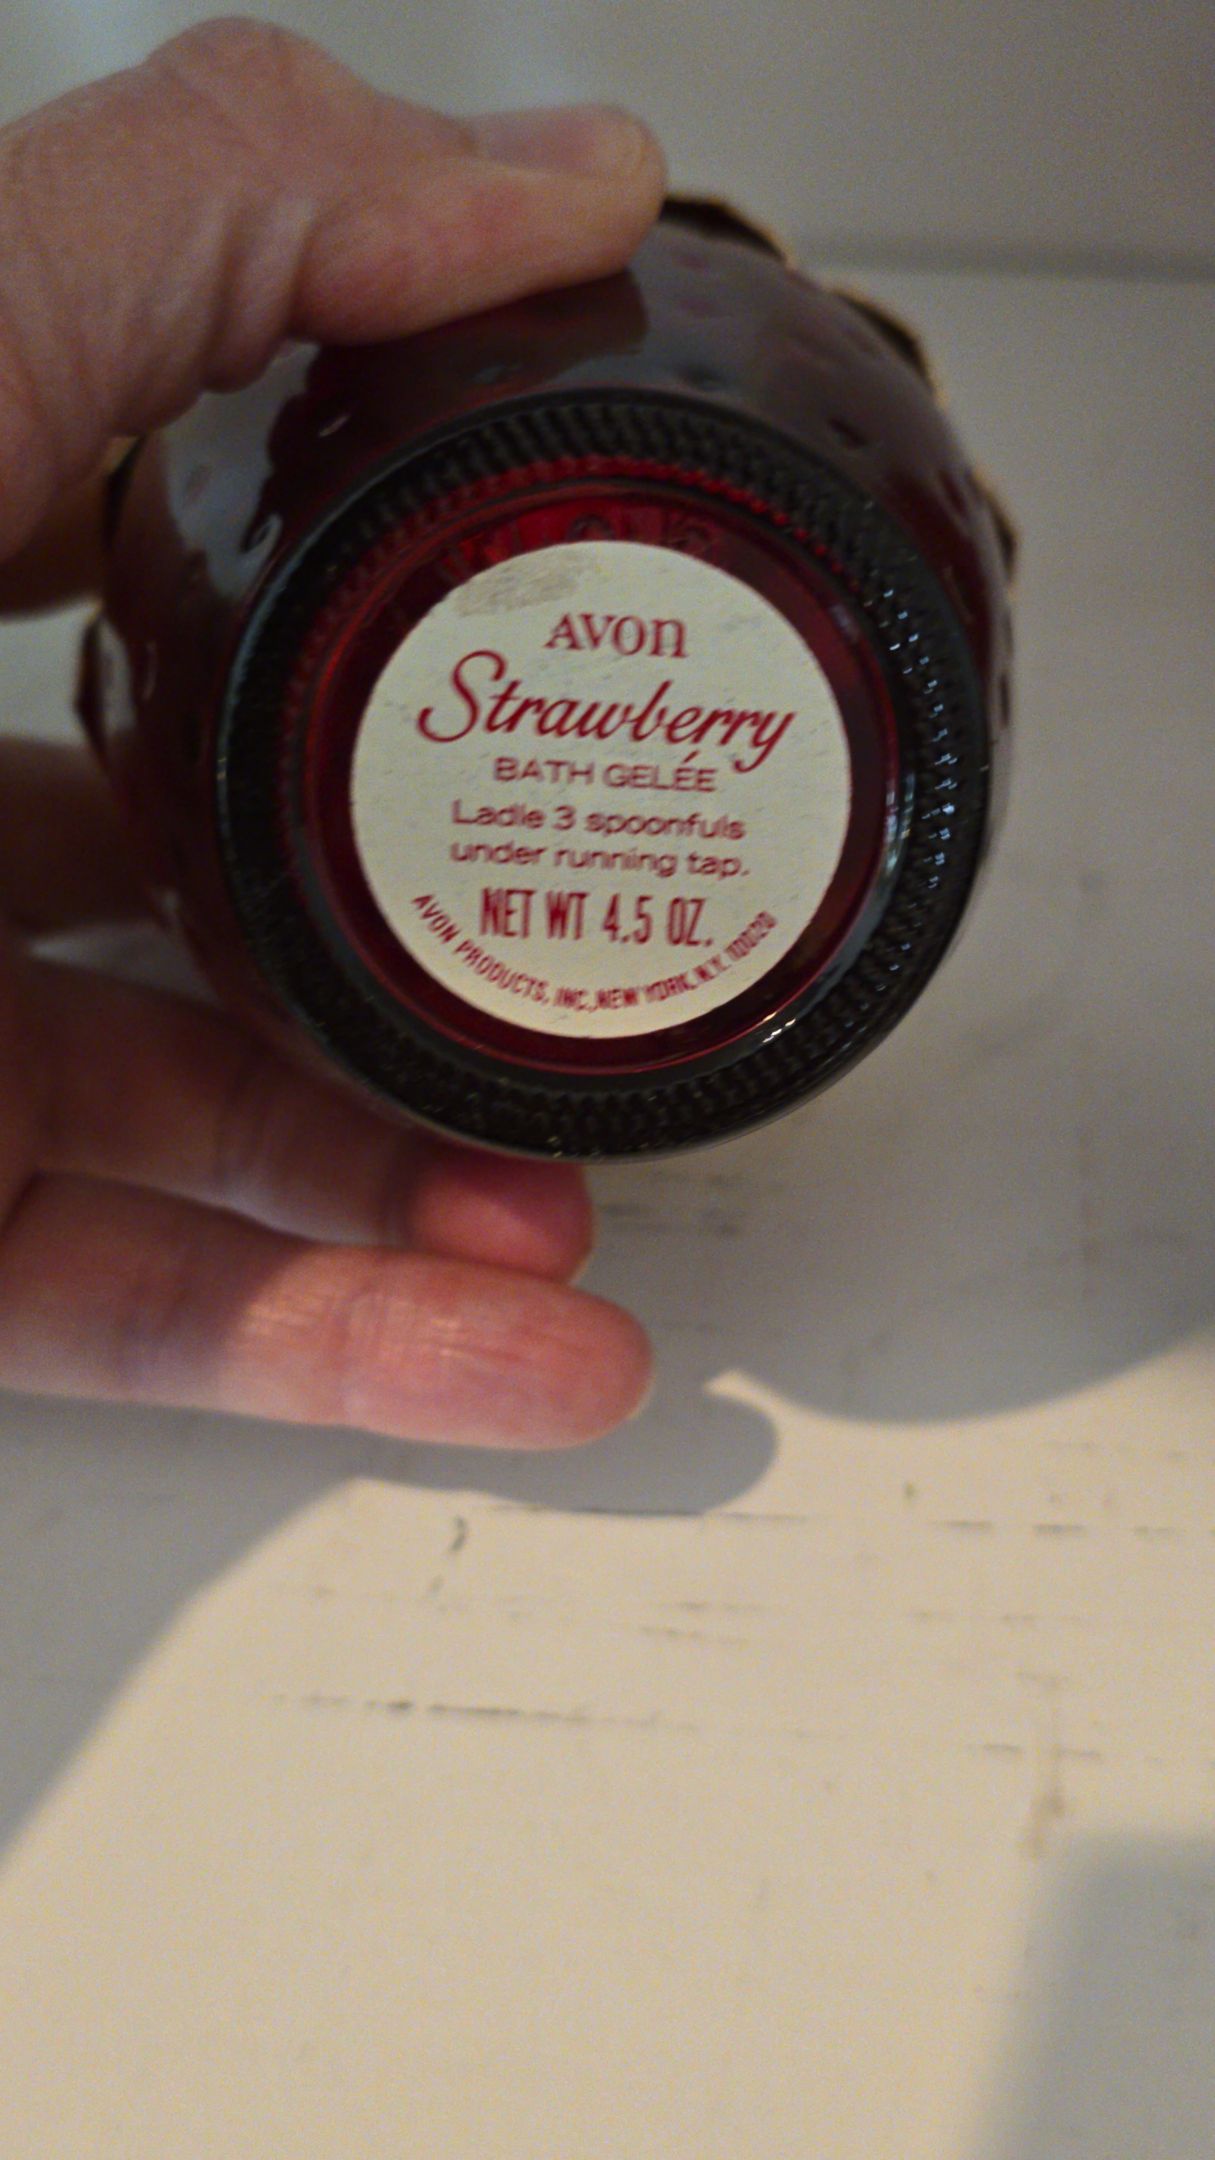 AVON
Strawberry
BATH GELÉE
Ladle 3 spoonfuls
under running tap.
NET WT 4.5 OZ.
AVON PRODUCTS, INC., NEW YORK, N.Y. 10020